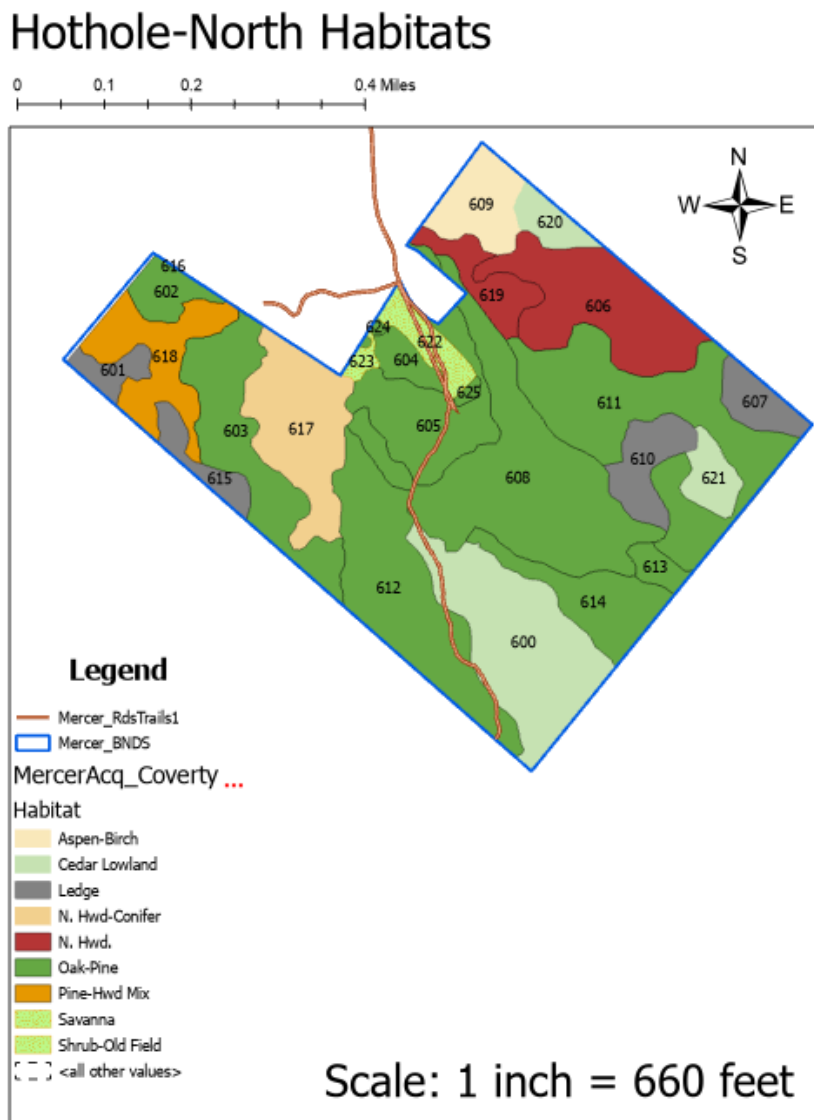 Hothole-North Habitats
0 0.1 0.2 0.4 Miles
N
W E
S
609
620
616
602
619
606
624
622
618
601
623
604
625
607
611
603
617
605
610
615
608
621
613
612
614
600
Legend
Mercer_RdsTrails1
Mercer_BNDS
MercerAcq_Coverty ...
Habitat
Aspen-Birch
Cedar Lowland
Ledge
N. Hwd-Conifer
N. Hwd.
Oak-Pine
Pine-Hwd Mix
Savanna
Shrub-Old Field
<all other values>
Scale: 1 inch = 660 feet